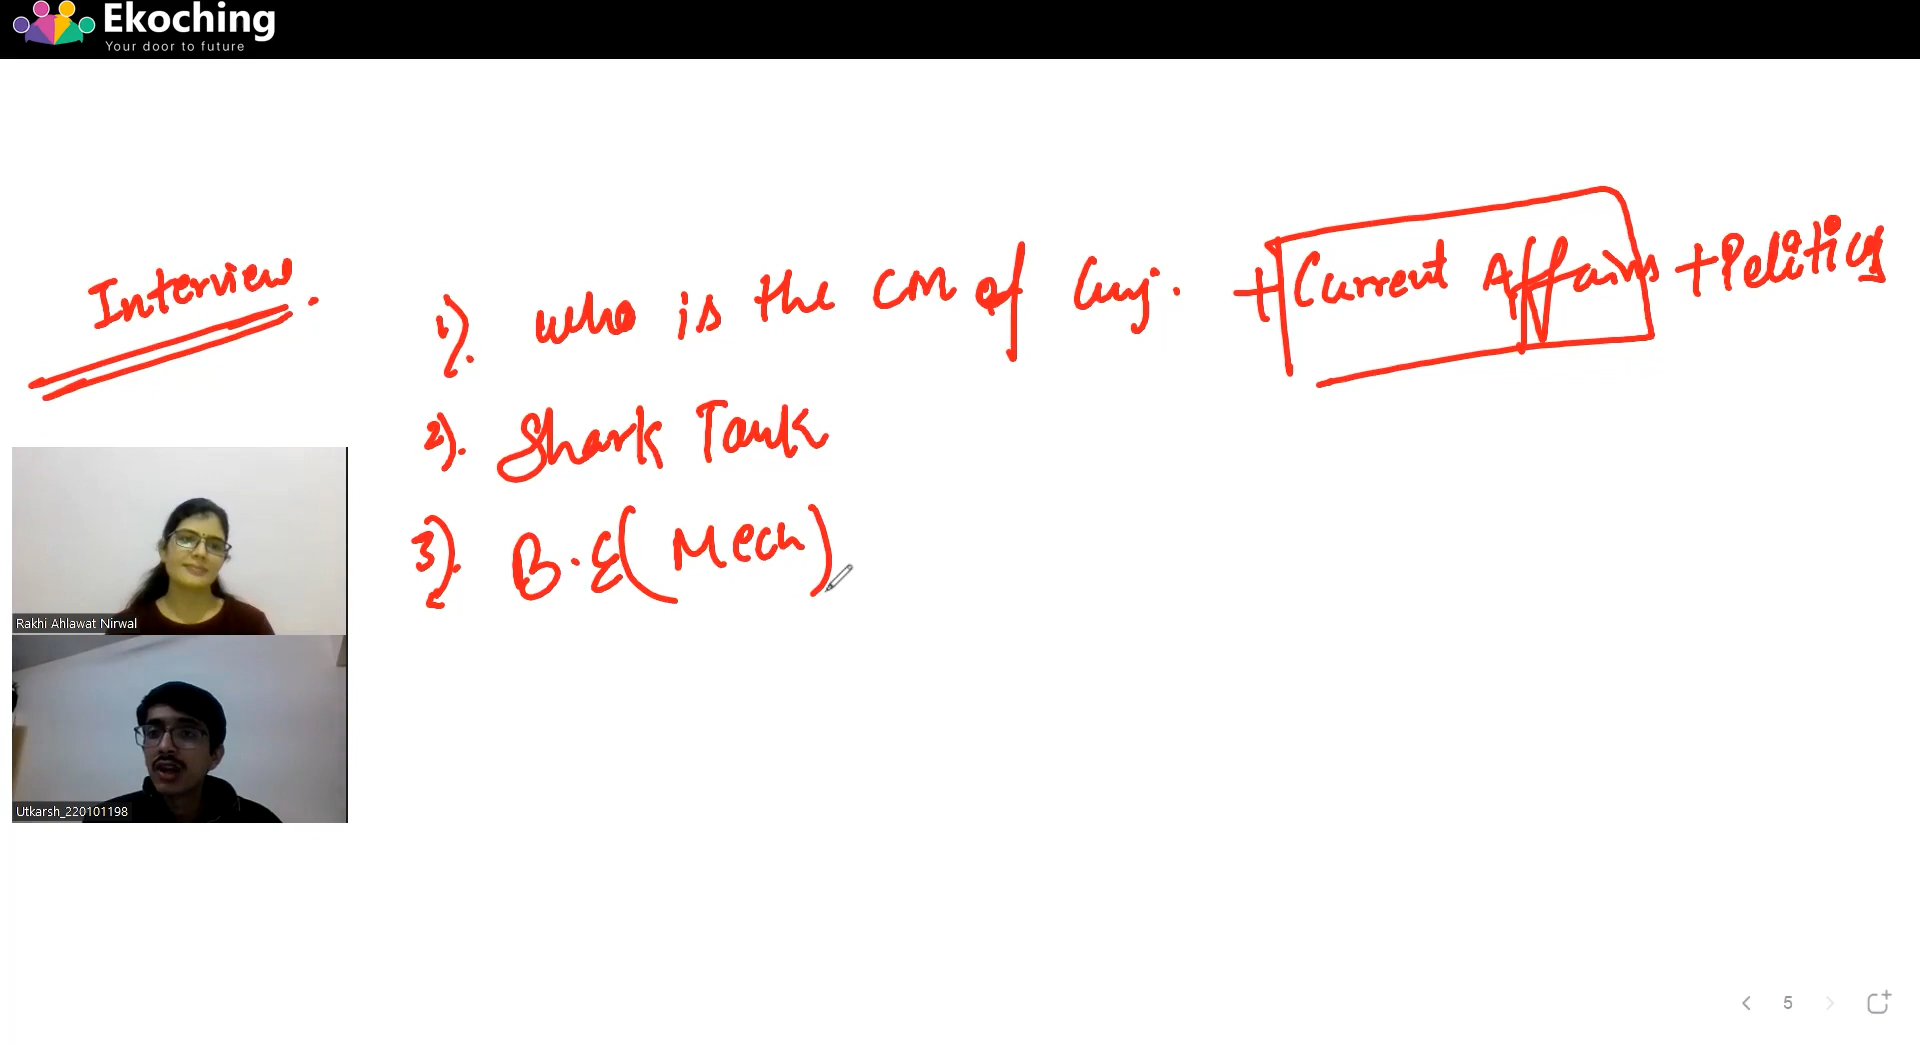 Ekoching
Your door to future
Interview.
1). who is the CM of Guj. + Current Affairs + Politics
2). Shark Tank
3). B.E (Mech)
Rakhi Ahlawat Nirwal
Utkarsh_220101198
5